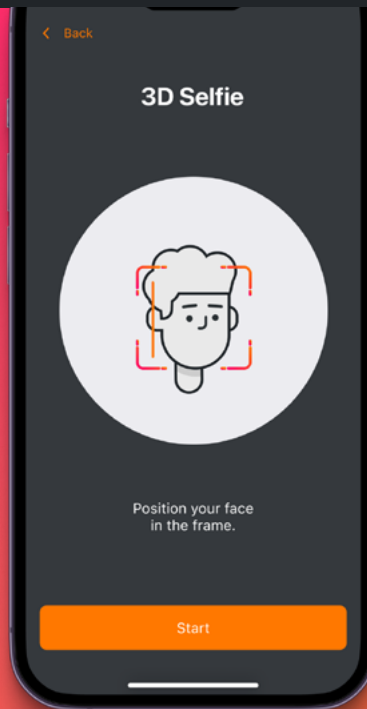 Back
3D Selfie
Position your face
in the frame.
Start